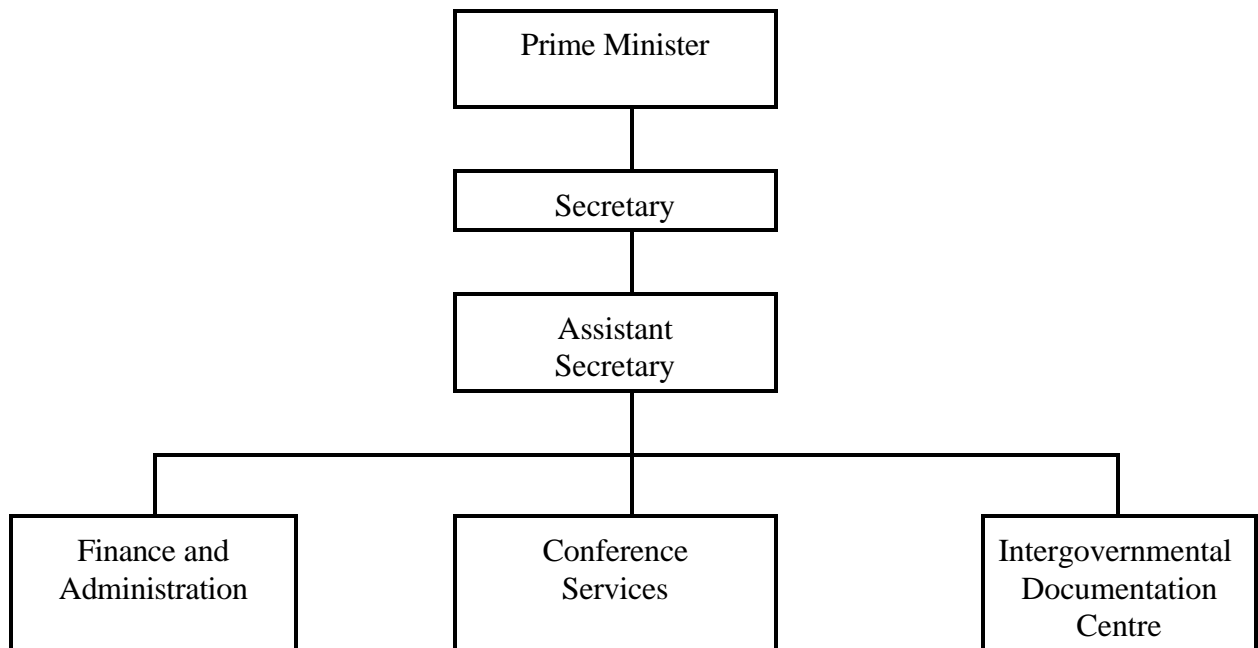 Prime Minister
Secretary
Assistant
Secretary
Finance and
Administration
Conference
Services
Intergovernmental
Documentation
Centre